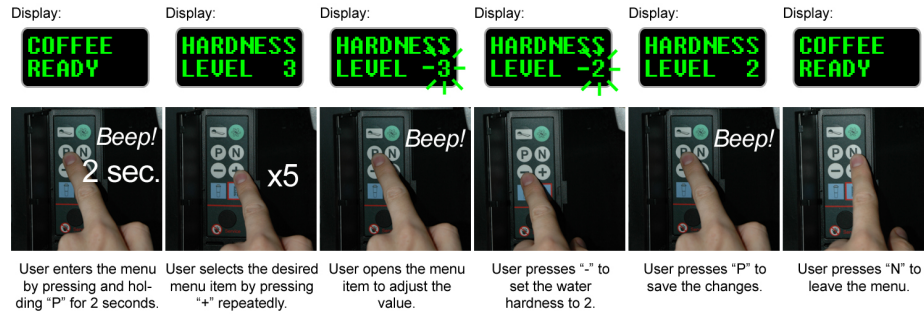 Display:
COFFEE
READY
Beep!
2 sec.
P N
User enters the menu
by pressing and hol-
ding “P” for 2 seconds.
Display:
HARDNESS
LEVEL 3
P N
x5
User selects the desired
menu item by pressing
“+” repeatedly.
Display:
HARDNESS
LEVEL 3
Beep!
User opens the menu
item to adjust the
value.
Display:
HARDNESS
LEVEL 2
P N
- +
User presses “-” to
set the water
hardness to 2.
Display:
HARDNESS
LEVEL 2
Beep!
User presses “P” to
save the changes.
Display:
COFFEE
READY
P N
User presses “N” to
leave the menu.